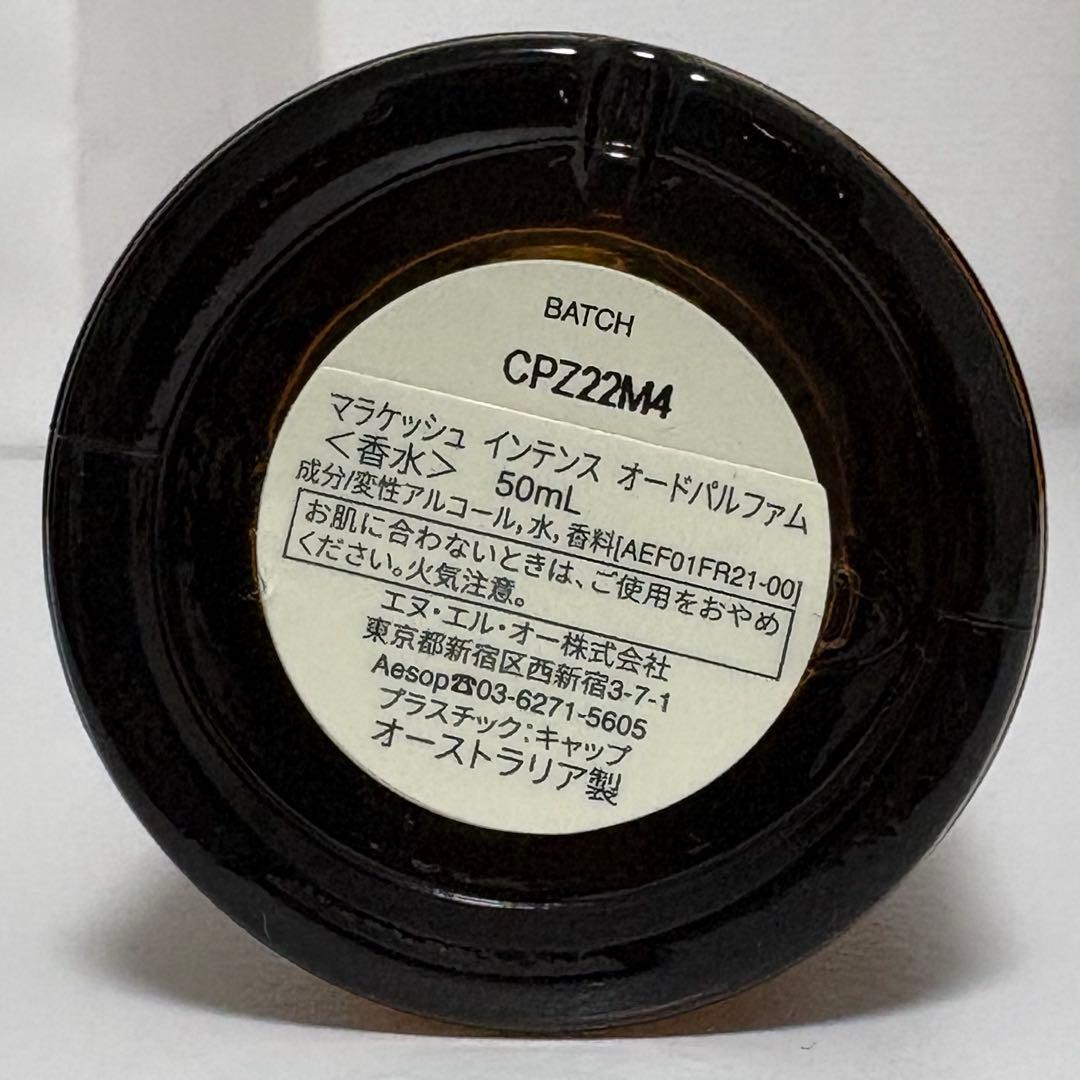 BATCH
CPZ22M4
マラケッシュ インテンス オードパルファム
＜香水＞ 50mL
成分/変性アルコール,水,香料[AEF01FR21-00]
お肌に合わないときは、ご使用をおやめ
ください。火気注意。
エヌ・エル・オー株式会社
東京都新宿区西新宿3-7-1
Aesop☎03-6271-5605
プラスチック:キャップ
オーストラリア製